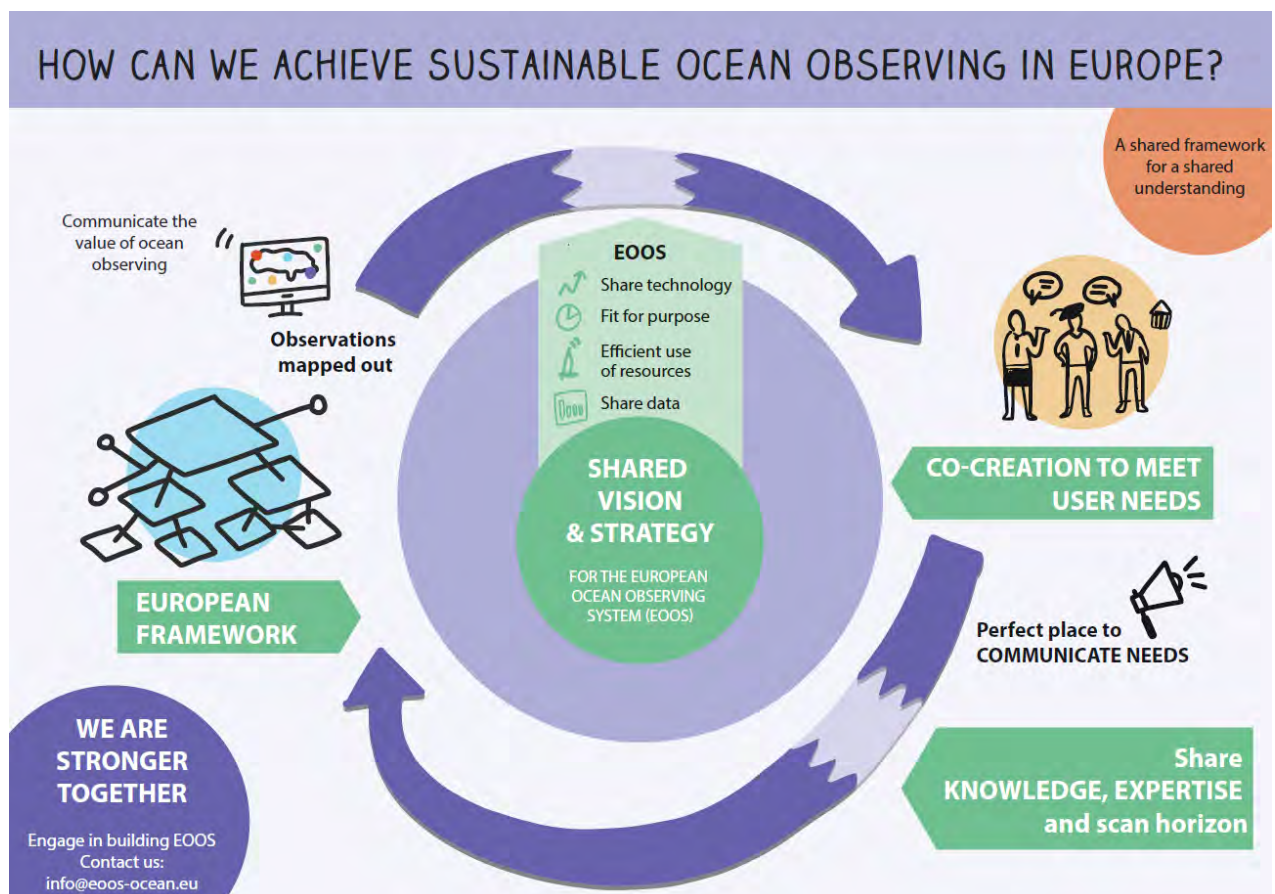 HOW CAN WE ACHIEVE SUSTAINABLE OCEAN OBSERVING IN EUROPE?
A shared framework
for a shared
understanding
Communicate the
value of ocean
observing
Observations
mapped out
EOOS
Share technology
Fit for purpose
Efficient use
of resources
Share data
SHARED
VISION
& STRATEGY
FOR THE EUROPEAN
OCEAN OBSERVING
SYSTEM (EOOS)
CO-CREATION TO MEET
USER NEEDS
EUROPEAN
FRAMEWORK
Perfect place to
COMMUNICATE NEEDS
Share
KNOWLEDGE, EXPERTISE
and scan horizon
WE ARE
STRONGER
TOGETHER
Engage in building EOOS
Contact us:
info@eoos-ocean.eu